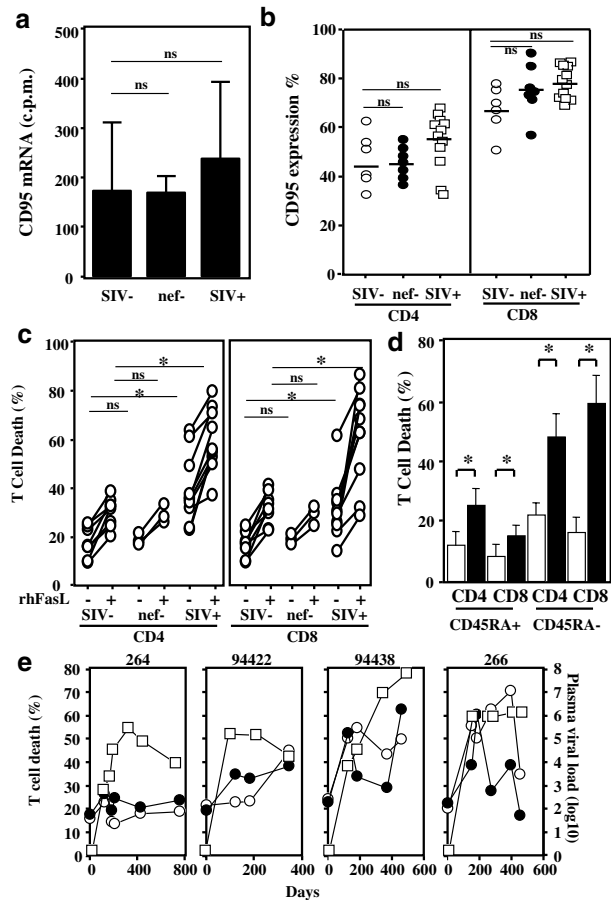 a
CD95 mRNA (c.p.m.)
500
400
300
200
100
0
ns
ns
SIV- nef- SIV+
b
CD95 expression %
100
80
60
40
20
0
ns
ns
ns
ns
SIV- nef- SIV+ SIV- nef- SIV+
CD4 CD8
c
T Cell Death (%)
100
80
60
40
20
0
*
ns
*
ns
*
ns
*
ns
rhFasL - + - + - + - + - + - +
SIV- nef- SIV+ SIV- nef- SIV+
CD4 CD8
d
T Cell Death (%)
80
60
40
20
0
* * * *
CD4 CD8 CD4 CD8
CD45RA+ CD45RA-
e
264 94422 94438 266
T cell death (%)
80
70
60
50
40
30
20
10
0
Plasma viral load (log10)
8
7
6
5
4
3
2
1
0
0 200 400 600 800 0 200 400 0 200 400 600 0 200 400 600
Days